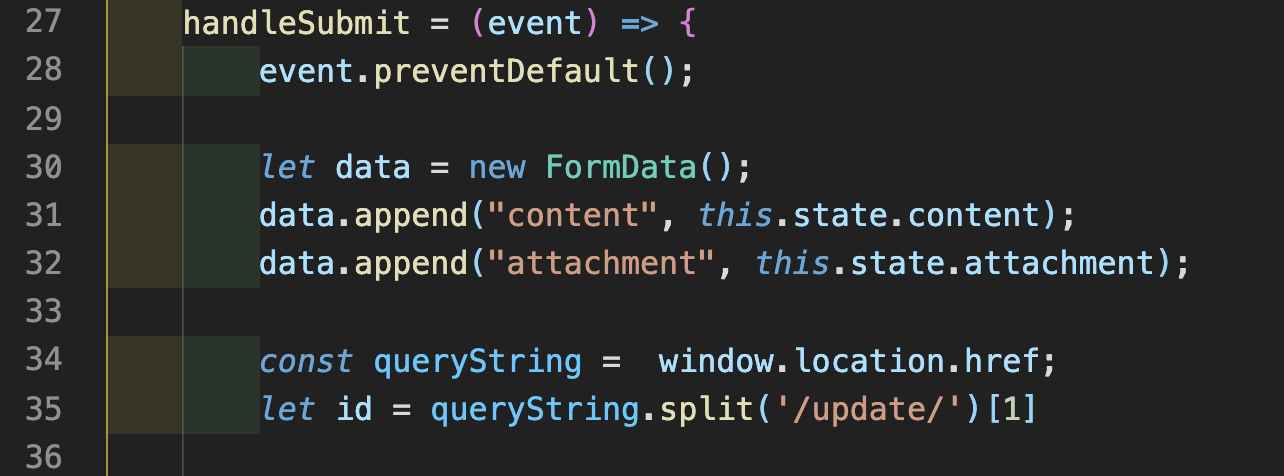 27 handleSubmit = (event) => {
28 event.preventDefault();
29
30 let data = new FormData();
31 data.append("content", this.state.content);
32 data.append("attachment", this.state.attachment);
33
34 const queryString =  window.location.href;
35 let id = queryString.split('/update/')[1]
36